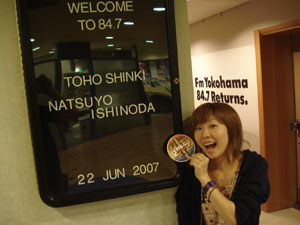 WELCOME
TO 84.7
TOHO SHINKI
NATSUYO
ISHINODA
22 JUN 2007
Fm Yokohama
84.7 Returns.